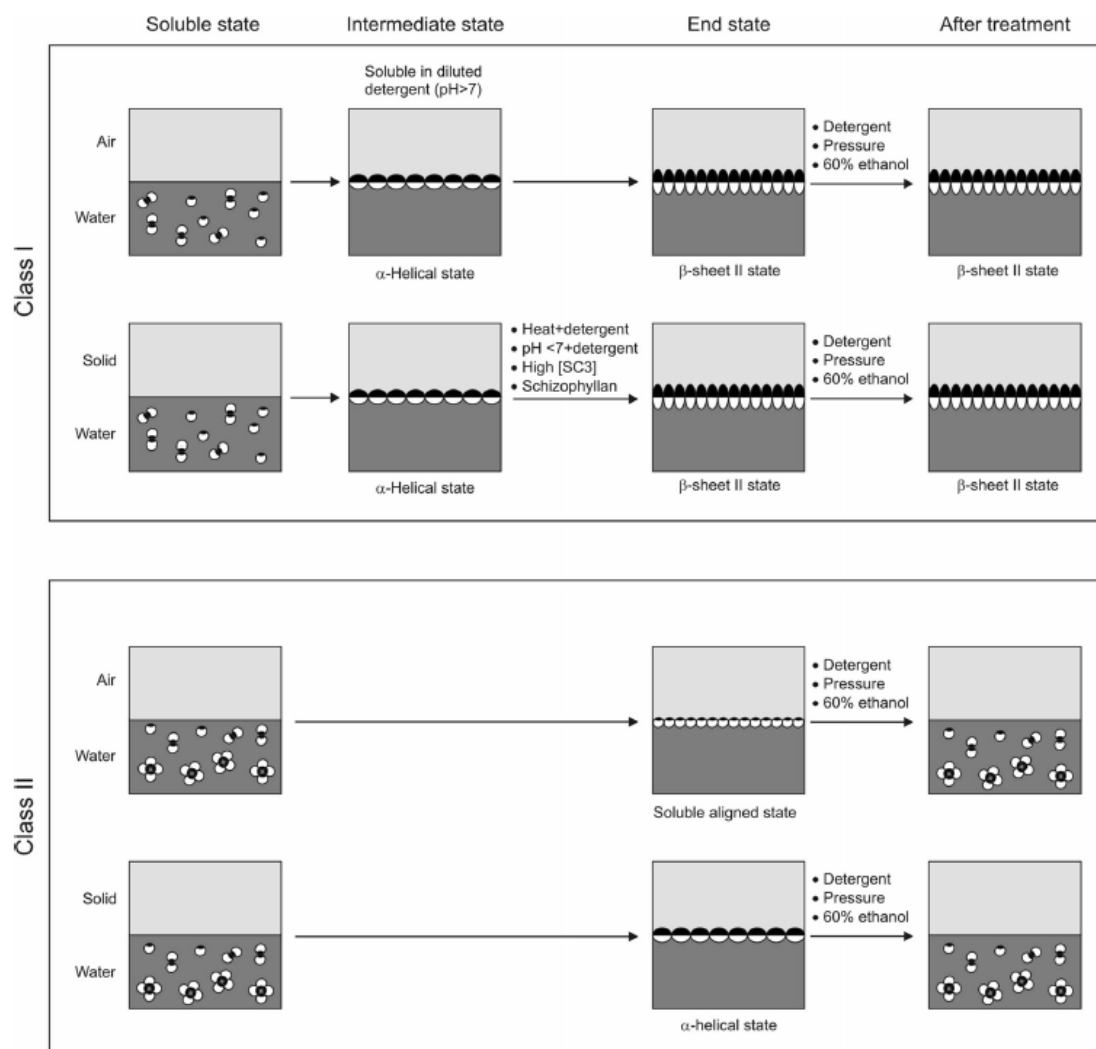 Soluble state Intermediate state End state After treatment
Class I
Soluble in diluted
detergent (pH>7)
Air
Water
• Detergent
• Pressure
• 60% ethanol
α-Helical state
β-sheet II state
β-sheet II state
Solid
Water
• Heat+detergent
• pH <7+detergent
• High [SC3]
• Schizophyllan
• Detergent
• Pressure
• 60% ethanol
α-Helical state
β-sheet II state
β-sheet II state
Class II
Air
Water
• Detergent
• Pressure
• 60% ethanol
Soluble aligned state
Solid
Water
• Detergent
• Pressure
• 60% ethanol
α-helical state